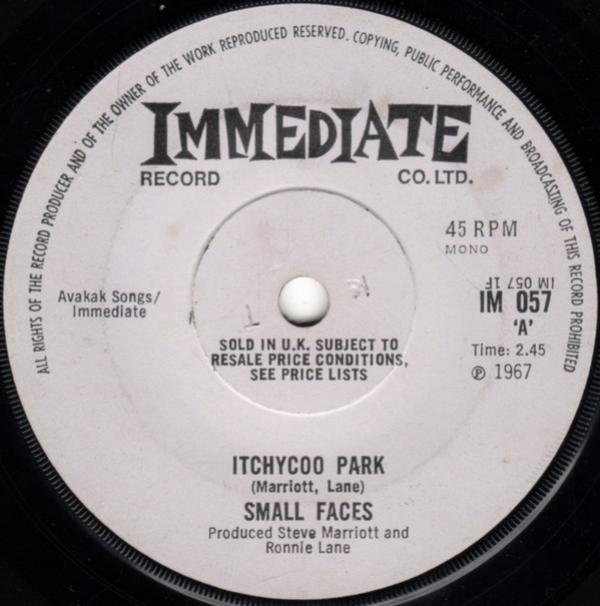 ALL RIGHTS OF THE RECORD PRODUCER AND OF THE OWNER OF THE WORK REPRODUCED RESERVED. COPYING, PUBLIC PERFORMANCE AND BROADCASTING OF THIS RECORD PROHIBITED
IMMEDIATE
RECORD CO. LTD.
45 RPM
MONO
Avakak Songs/
Immediate
IM 057 1F
IM 057
'A'
Time: 2.45
℗ 1967
SOLD IN U.K. SUBJECT TO
RESALE PRICE CONDITIONS,
SEE PRICE LISTS
ITCHYCOO PARK
(Marriott, Lane)
SMALL FACES
Produced Steve Marriott and
Ronnie Lane